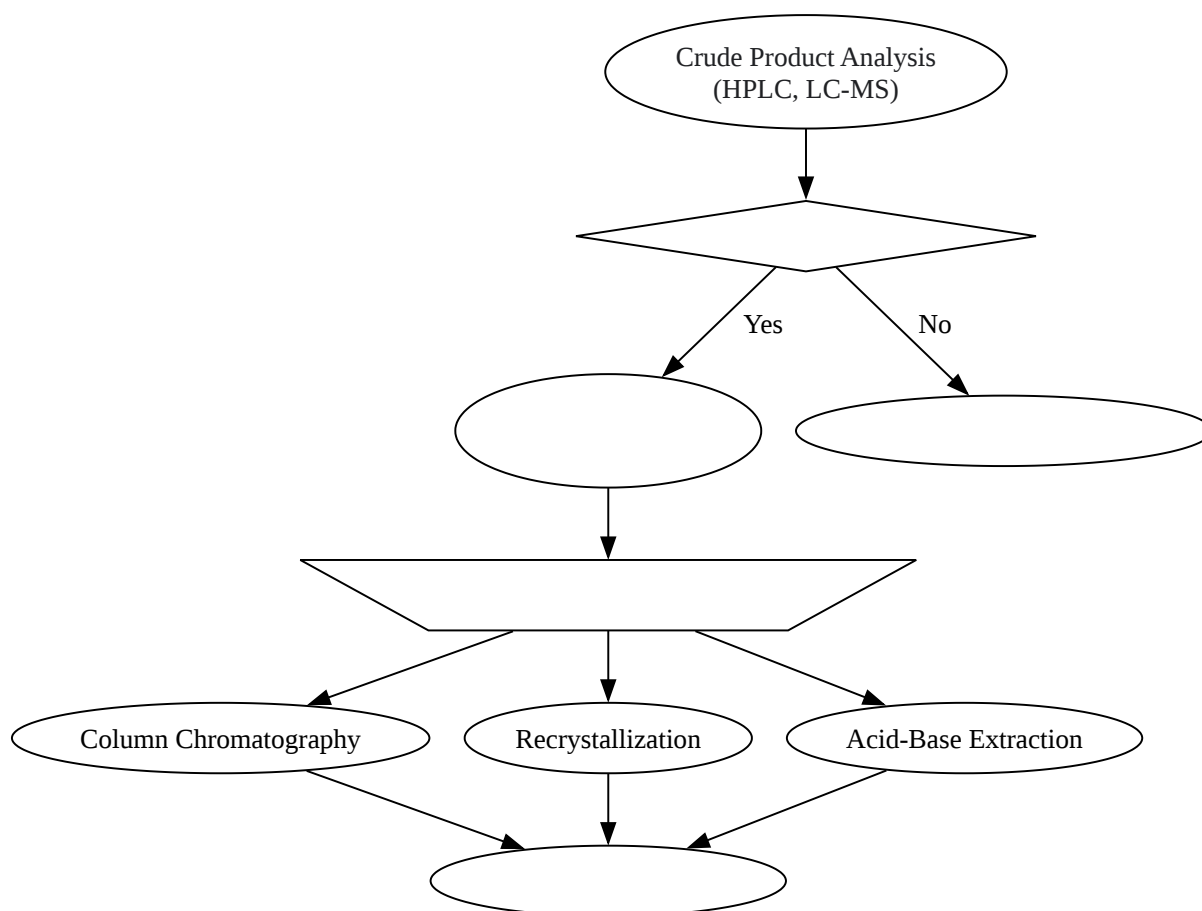 Crude Product Analysis
(HPLC, LC-MS)
Yes
No
Column Chromatography
Recrystallization
Acid-Base Extraction